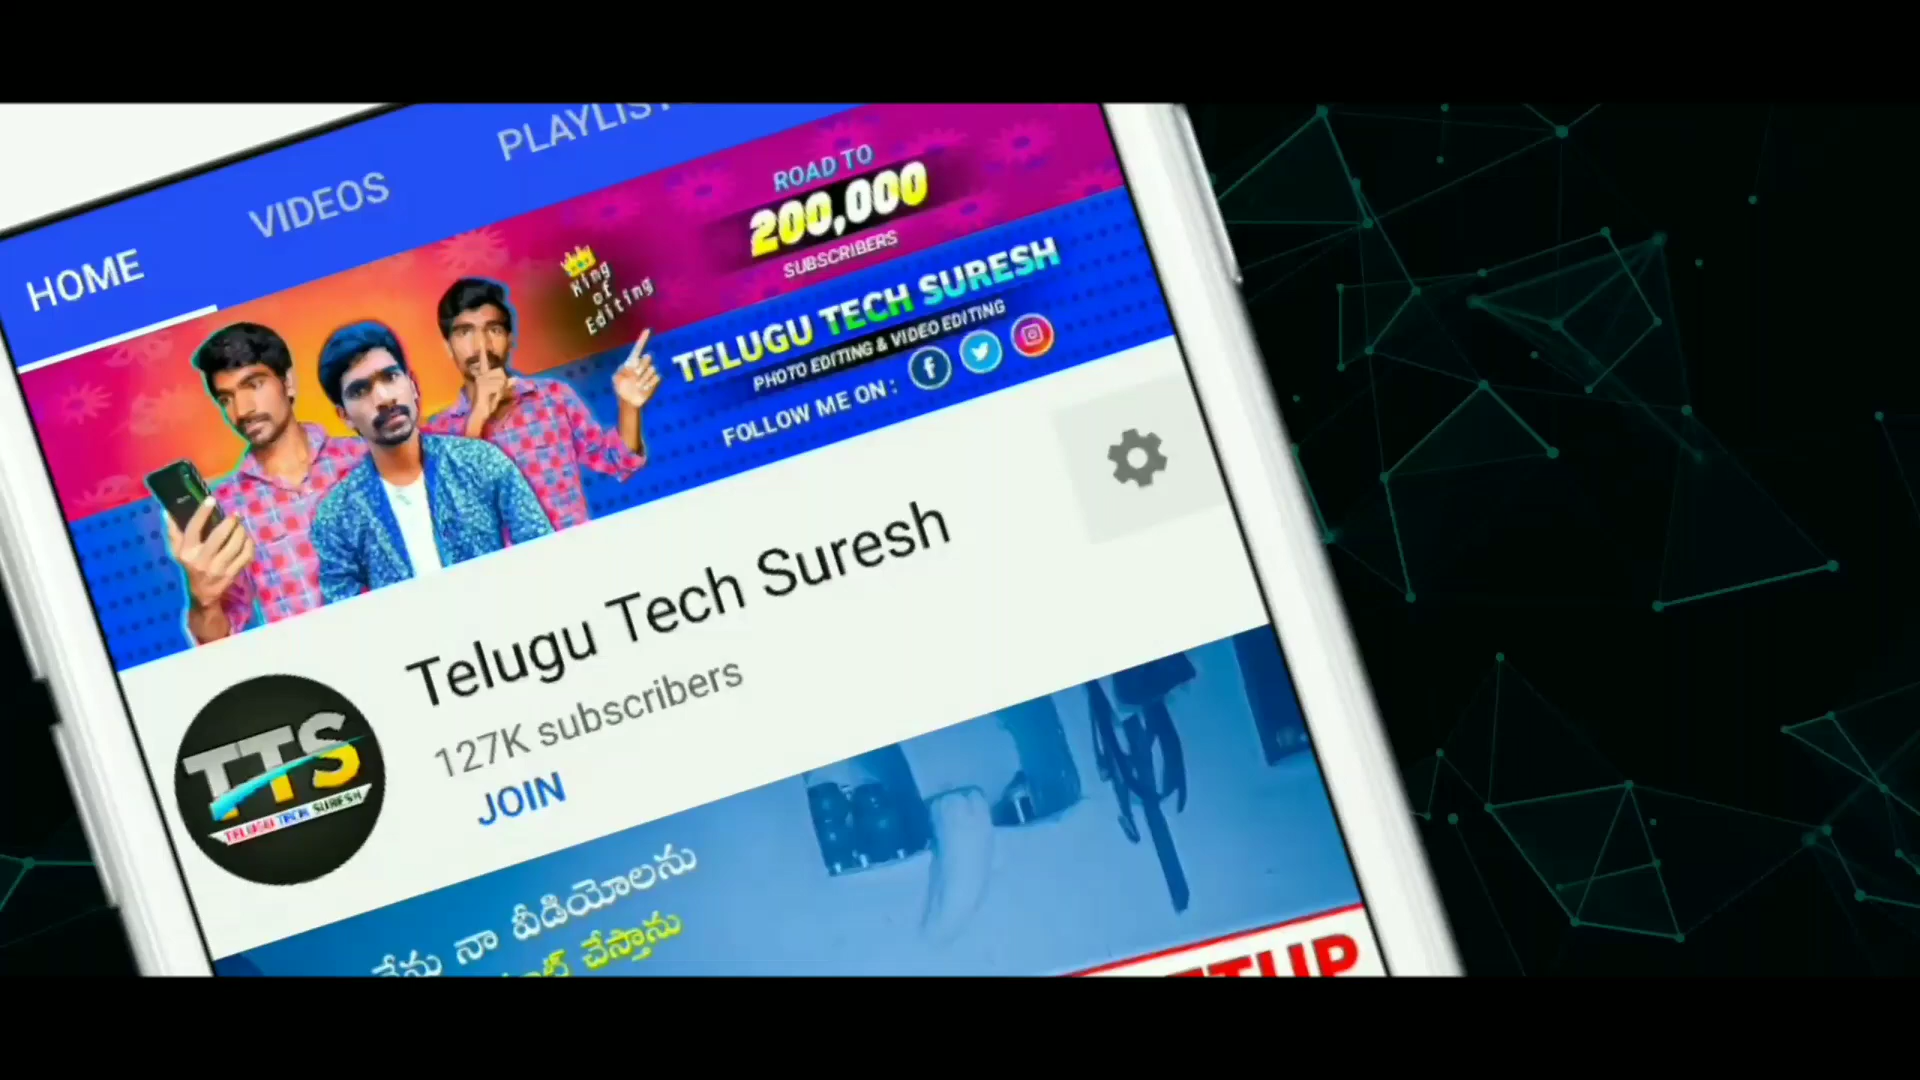 HOME
VIDEOS
King
of
Editing
ROAD TO
200,000
SUBSCRIBERS
TELUGU TECH SURESH
PHOTO EDITING & VIDEO EDITING
FOLLOW ME ON :
Telugu Tech Suresh
127K subscribers
JOIN
TTS
TELUGU TECH SURESH
నేను నా వీడియోలను
చేస్తాను